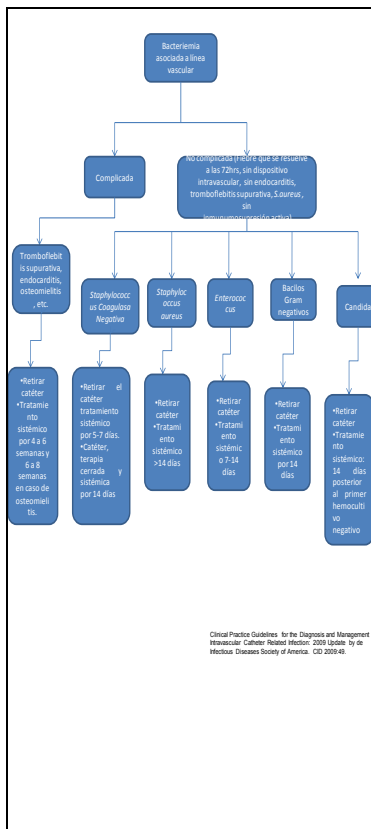 Bacteriemia
asociada a línea
vascular
Complicada
No complicada (Fiebre que se resuelve
a las 72hrs, sin dispositivo
intravascular, sin endocarditis,
tromboflebitis supurativa, S.aureus,
sin
inmunumosupresión activa)
Tromboflebit
is supurativa,
endocarditis,
osteomielitis
, etc.
Staphylococc
us Coagulasa
Negativa
Staphyloc
occus
aureus
Enterococ
cus
Bacilos
Gram
negativos
Candida
•Retirar
catéter
•Tratamie
nto
sistémico
por 4 a 6
semanas y
6 a 8
semanas
en caso de
osteomieli
tis.
•Retirar el
catéter
tratamiento
sistémico
por 5-7 días.
•Catéter,
terapia
cerrada y
sistémica
por 14 días
•Retirar
catéter
•Tratami
ento
sistémico
>14 días
•Retirar
catéter
•Tratami
ento
sistémic
o 7-14
días
•Retirar
catéter
•Tratami
ento
sistémico
por 14
días
•Retirar
catéter
•Tratamie
nto
sistémico:
14 días
posterior
al primer
hemoculti
vo
negativo
Clinical Practice Guidelines for the Diagnosis and Management
Intravascular Catheter Related Infection: 2009 Update by de
Infectious Diseases Society of America. CID 2009:49.